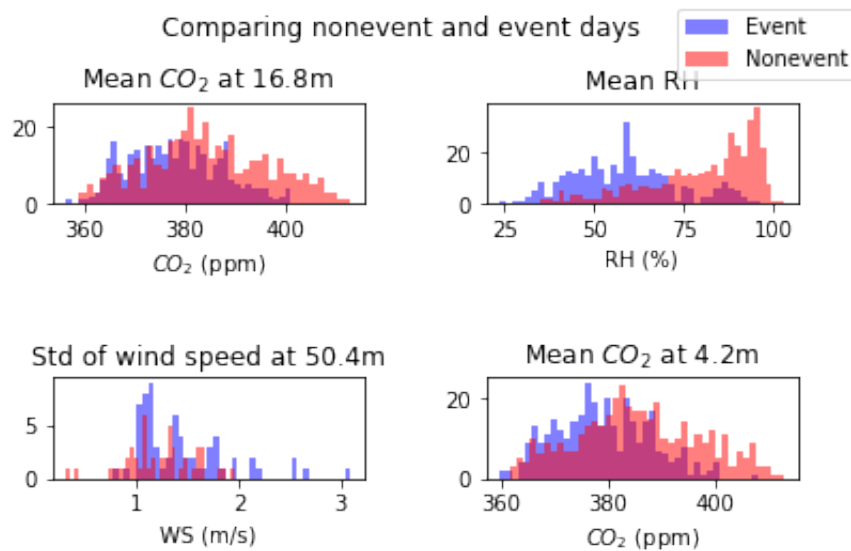 Comparing nonevent and event days
Event
Nonevent
Mean CO₂ at 16.8m
20
0
360 380 400
CO₂ (ppm)
Mean RH
20
0
25 50 75 100
RH (%)
Std of wind speed at 50.4m
5
0
1 2 3
WS (m/s)
Mean CO₂ at 4.2m
20
0
360 380 400
CO₂ (ppm)